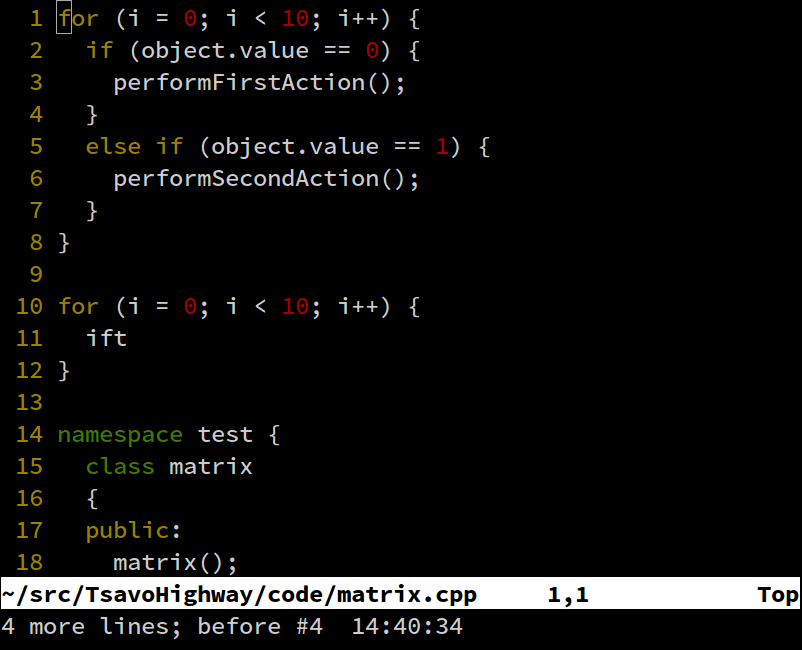 1 for (i = 0; i < 10; i++) {
2   if (object.value == 0) {
3     performFirstAction();
4   }
5   else if (object.value == 1) {
6     performSecondAction();
7   }
8 }
9
10 for (i = 0; i < 10; i++) {
11   ift
12 }
13
14 namespace test {
15   class matrix
16   {
17   public:
18     matrix();
~/src/TsavoHighway/code/matrix.cpp     1,1            Top
4 more lines; before #4  14:40:34